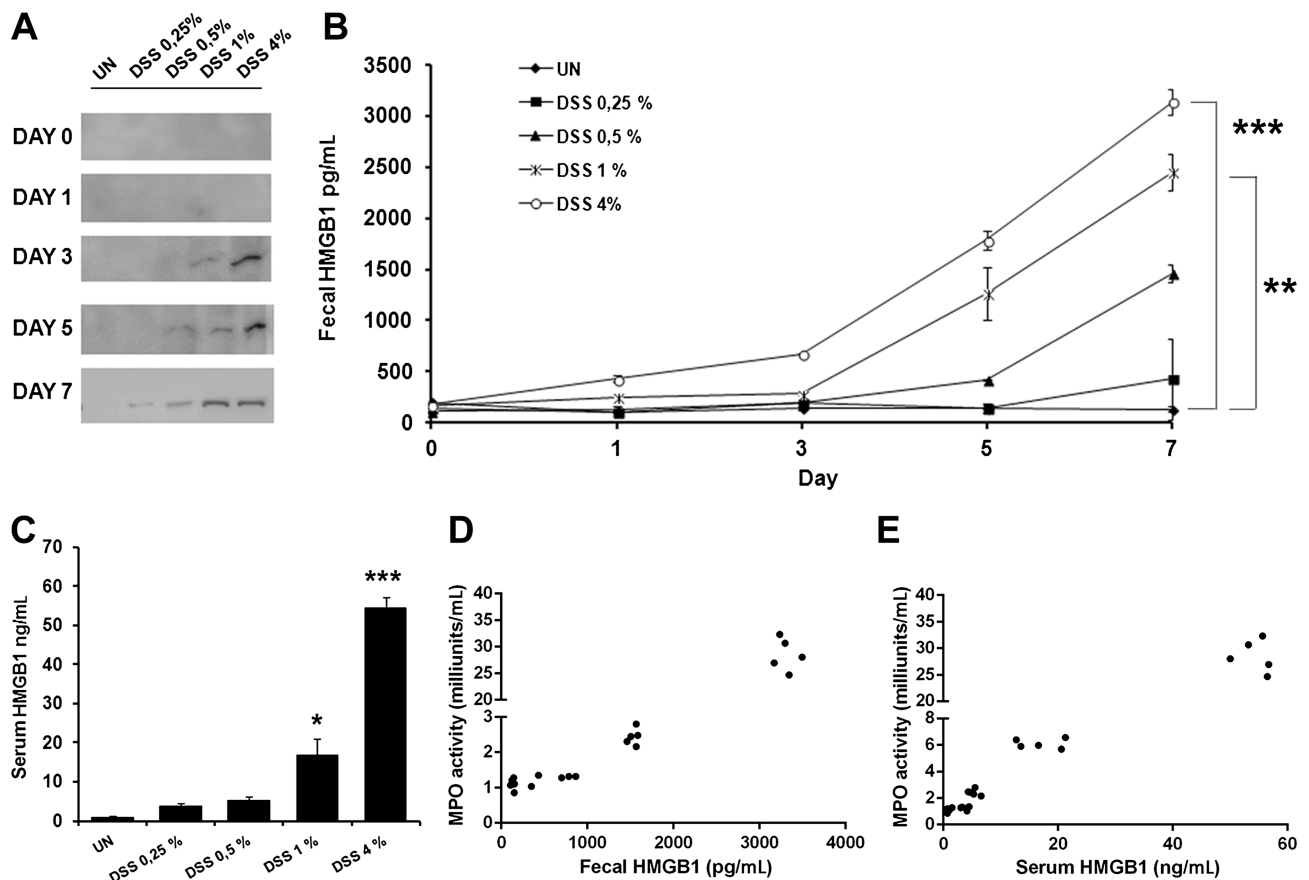 A
UN
DSS 0,25%
DSS 0,5%
DSS 1%
DSS 4%
DAY 0
DAY 1
DAY 3
DAY 5
DAY 7
B
Fecal HMGB1 pg/mL
3500
3000
2500
2000
1500
1000
500
0
UN
DSS 0,25 %
DSS 0,5 %
DSS 1 %
DSS 4%
***
**
0
1
3
5
7
Day
C
Serum HMGB1 ng/mL
70
60
50
40
30
20
10
0
*
***
UN
DSS 0,25 %
DSS 0,5 %
DSS 1 %
DSS 4 %
D
MPO activity (milliunits/mL)
40
35
30
25
20
3
2
1
0
0
1000
2000
3000
4000
Fecal HMGB1 (pg/mL)
E
MPO activity (milliunits/mL)
40
35
30
25
20
8
6
4
2
0
0
20
40
60
Serum HMGB1 (ng/mL)